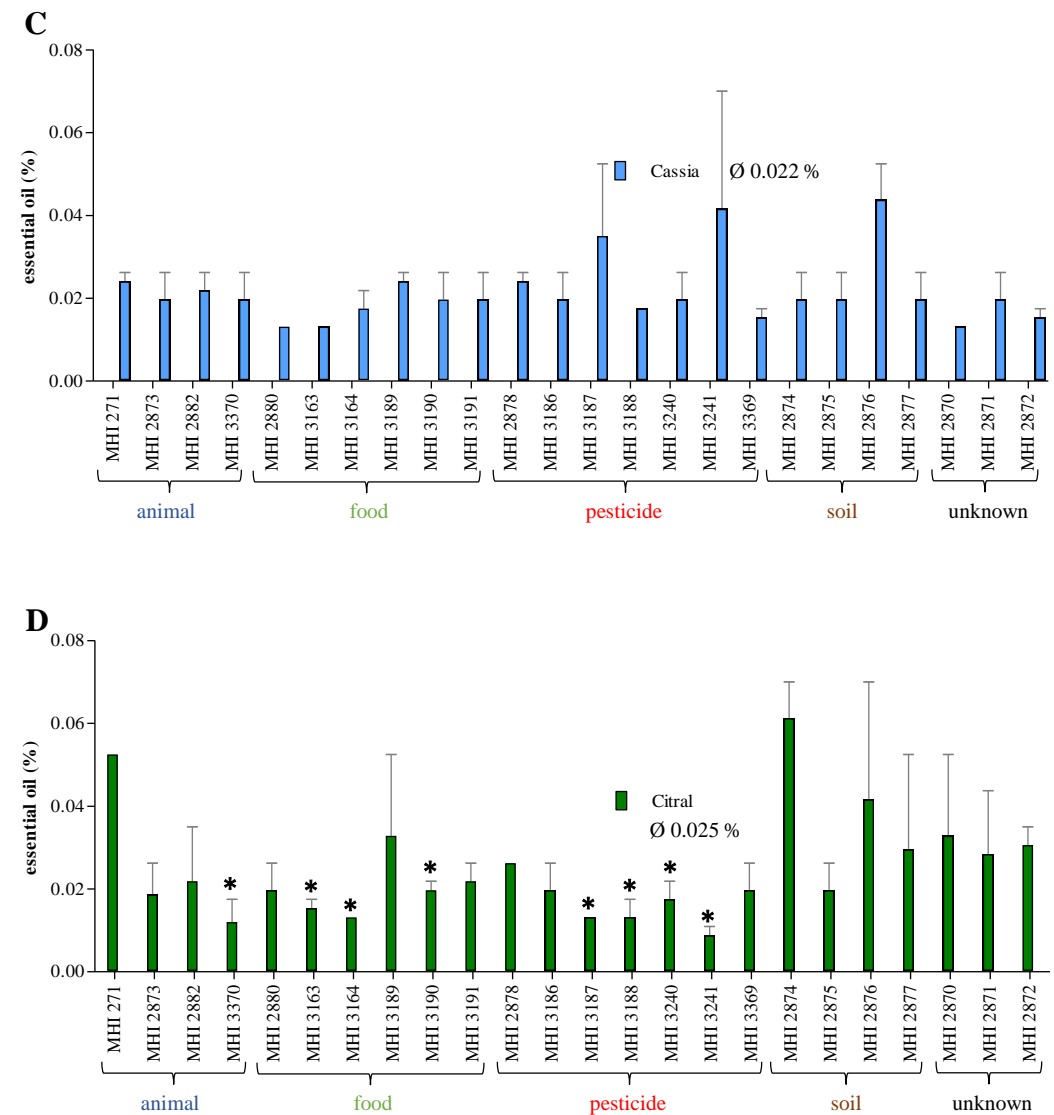 C
essential oil (%)
0.08
0.06
0.04
0.02
0.00
Cassia Ø 0.022 %
MHI 271
MHI 2873
MHI 2882
MHI 3370
MHI 2880
MHI 3163
MHI 3164
MHI 3189
MHI 3190
MHI 3191
MHI 2878
MHI 3186
MHI 3187
MHI 3188
MHI 3240
MHI 3241
MHI 3369
MHI 2874
MHI 2875
MHI 2876
MHI 2877
MHI 2870
MHI 2871
MHI 2872
animal food pesticide soil unknown
D
essential oil (%)
0.08
0.06
0.04
0.02
0.00
Citral
Ø 0.025 %
* * * * * * * *
MHI 271
MHI 2873
MHI 2882
MHI 3370
MHI 2880
MHI 3163
MHI 3164
MHI 3189
MHI 3190
MHI 3191
MHI 2878
MHI 3186
MHI 3187
MHI 3188
MHI 3240
MHI 3241
MHI 3369
MHI 2874
MHI 2875
MHI 2876
MHI 2877
MHI 2870
MHI 2871
MHI 2872
animal food pesticide soil unknown